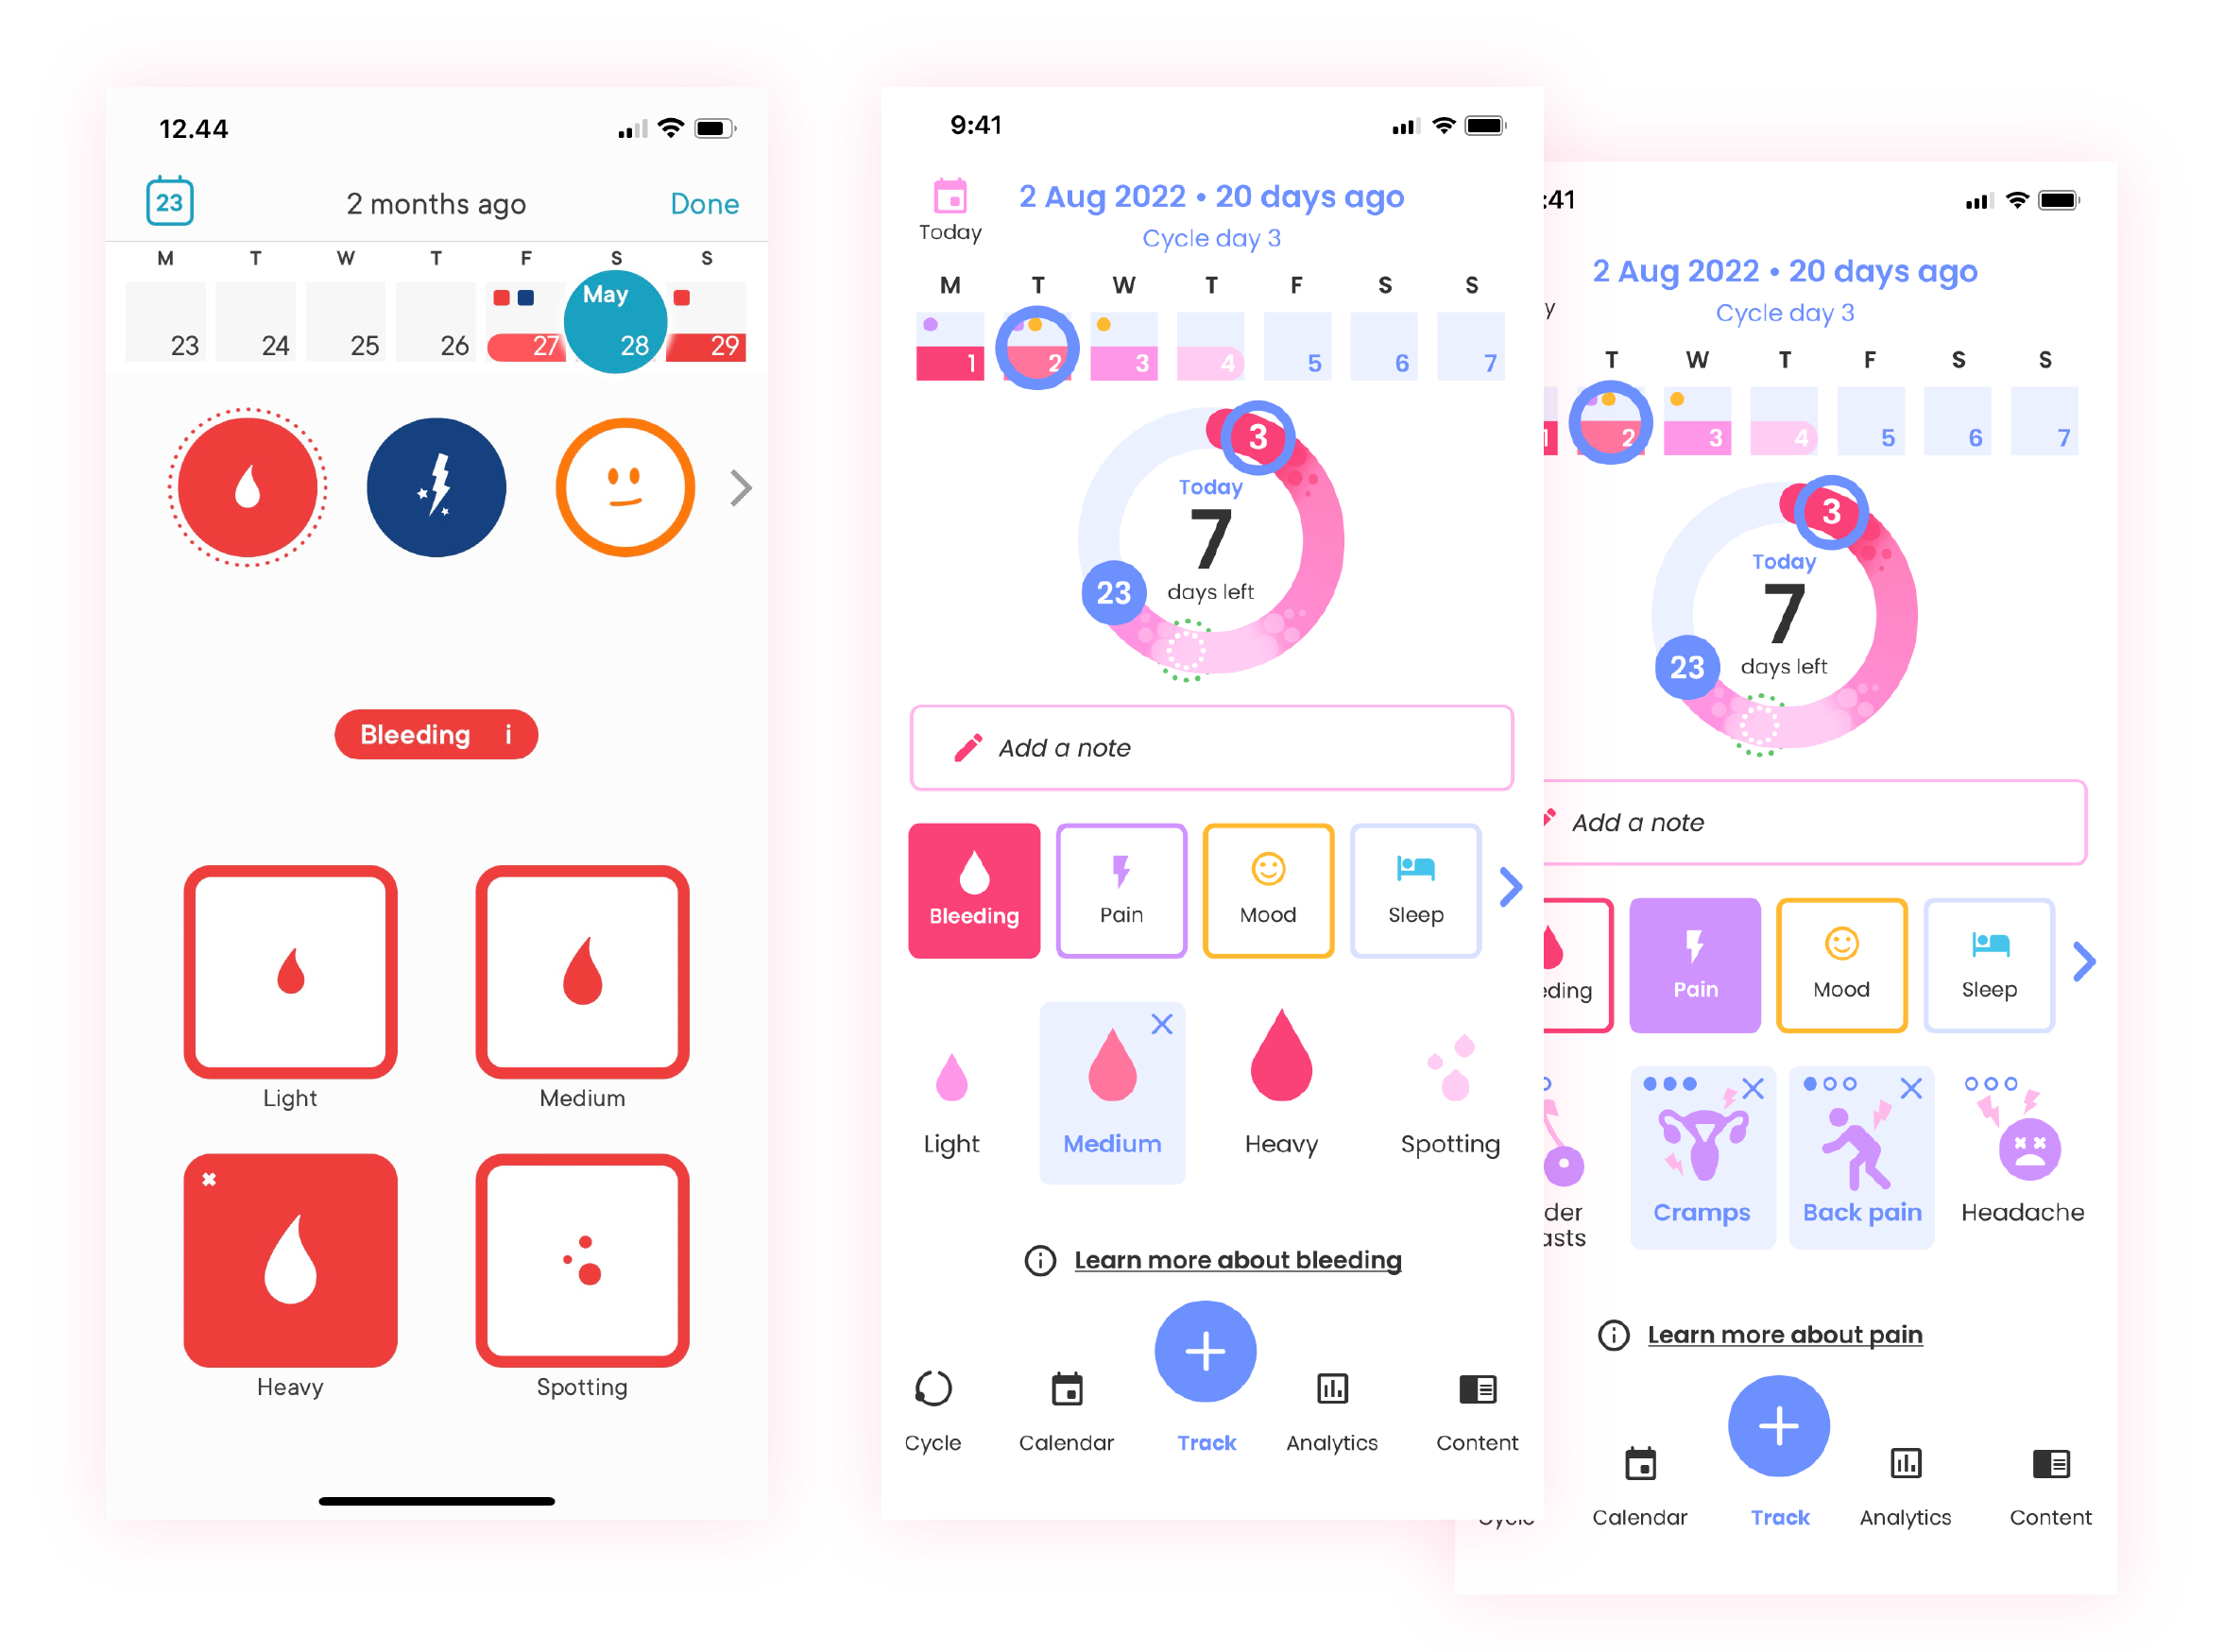 12.44
23
2 months ago
Done
M T W T F S S
May
23 24 25 26 27 28 29
Bleeding i
Light
Medium
Heavy
Spotting
9:41
2 Aug 2022 • 20 days ago
Today
Cycle day 3
M T W T F S S
1 2 3 4 5 6 7
3
Today
7
23
days left
Add a note
Bleeding
Pain
Mood
Sleep
Light
Medium
Heavy
Spotting
Learn more about bleeding
Cycle
Calendar
Track
Analytics
Content
:41
2 Aug 2022 • 20 days ago
y
Cycle day 3
T W T F S S
1 2 3 4 5 6 7
3
Today
7
23
days left
Add a note
eding
Pain
Mood
Sleep
der
asts
Cramps
Back pain
Headache
Learn more about pain
Cycle
Calendar
Track
Analytics
Content